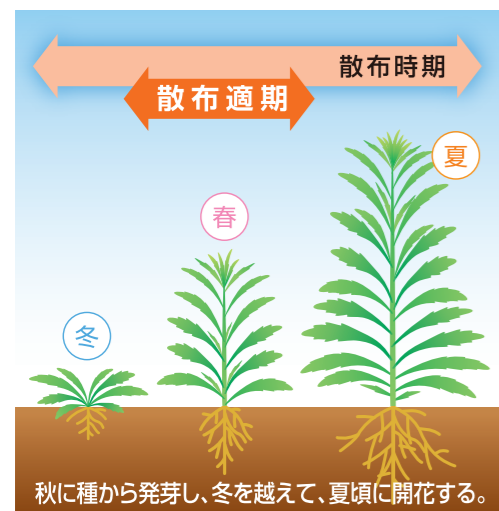 散布時期
散布適期
夏
春
冬
秋に種から発芽し、冬を越えて、夏頃に開花する。